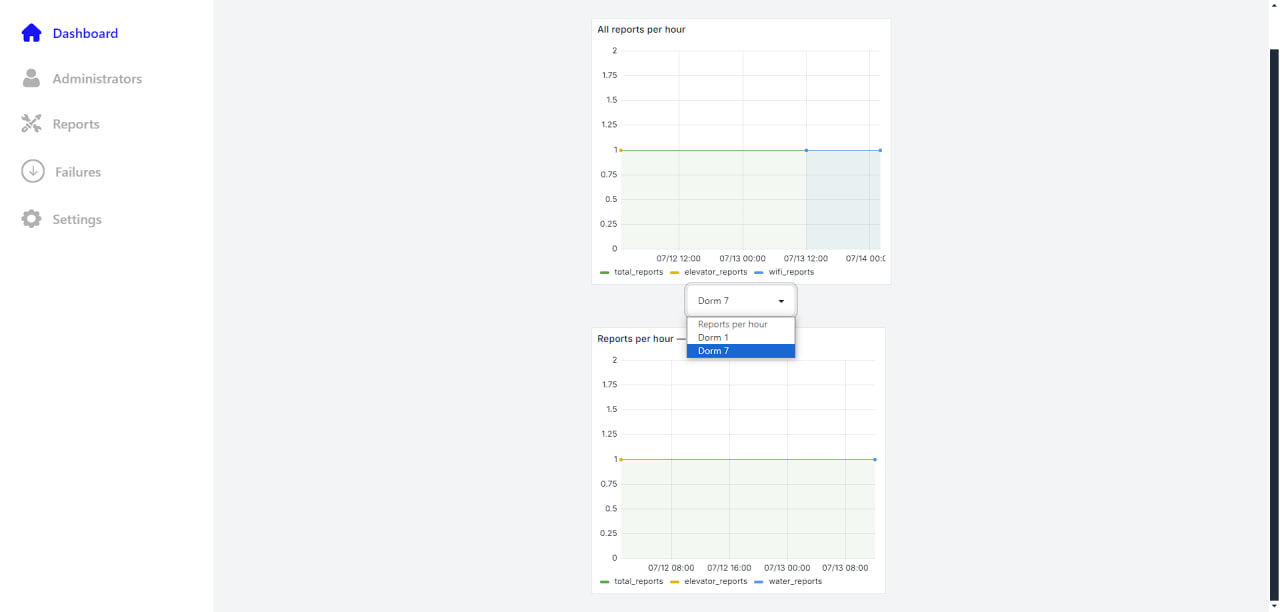 Dashboard
Administrators
Reports
Failures
Settings
All reports per hour
2
1.75
1.5
1.25
1
0.75
0.5
0.25
0
07/12 12:00 07/13 00:00 07/13 12:00 07/14 00:0
total_reports elevator_reports wifi_reports
Dorm 7
Reports per hour
Dorm 1
Dorm 7
Reports per hour —
2
1.75
1.5
1.25
1
0.75
0.5
0.25
0
07/12 08:00 07/12 16:00 07/13 00:00 07/13 08:00
total_reports elevator_reports water_reports